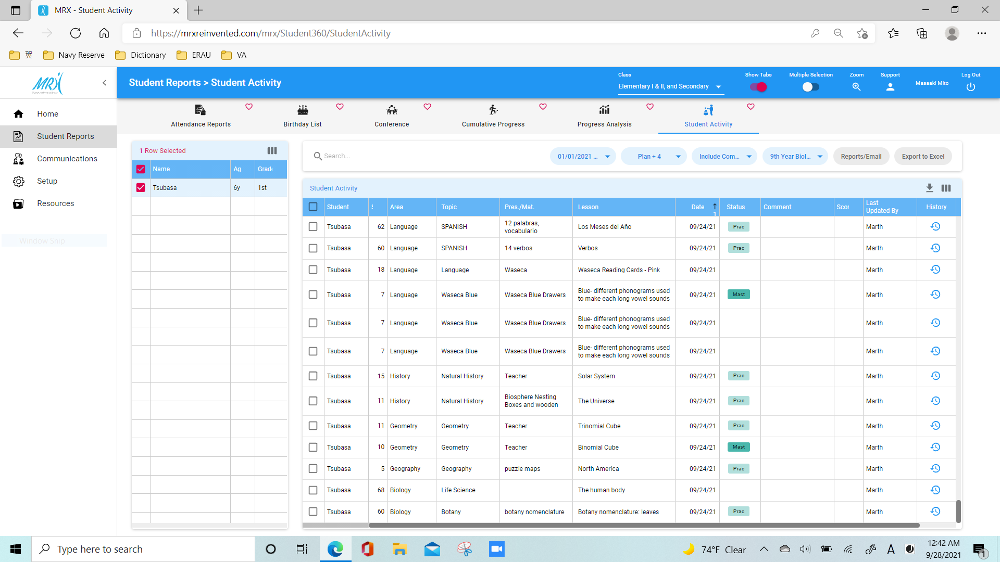 MRX - Student Activity
https://mrxreinvented.com/mrx/Student360/StudentActivity
翼
Navy Reserve
Dictionary
ERAU
VA
MRX
Student Reports > Student Activity
Class
Elementary I & II, and Secondary
Show Tabs
Multiple Selection
Zoom
Support
Masaaki Mito
Log Out
Home
Student Reports
Communications
Setup
Resources
Window Snip
Attendance Reports
Birthday List
Conference
Cumulative Progress
Progress Analysis
Student Activity
1 Row Selected
Name Ag Grade
Tsubasa 6y 1st
Search...
01/01/2021 ...
Plan + 4
Include Com...
9th Year Biol...
Reports/Email
Export to Excel
Student Activity
Student Area Topic Pres./Mat. Lesson Date 1 Status Comment Scor Last Updated By History
Tsubasa 62 Language SPANISH 12 palabras, vocabulario Los Meses del Año 09/24/21 Prac Marth
Tsubasa 60 Language SPANISH 14 verbos Verbos 09/24/21 Prac Marth
Tsubasa 18 Language Language Waseca Waseca Reading Cards - Pink 09/24/21 Marth
Tsubasa 7 Language Waseca Blue Waseca Blue Drawers Blue- different phonograms used to make each long vowel sounds 09/24/21 Mast Marth
Tsubasa 7 Language Waseca Blue Waseca Blue Drawers Blue- different phonograms used to make each long vowel sounds 09/24/21 Marth
Tsubasa 7 Language Waseca Blue Waseca Blue Drawers Blue- different phonograms used to make each long vowel sounds 09/24/21 Marth
Tsubasa 15 History Natural History Teacher Solar System 09/24/21 Prac Marth
Tsubasa 11 History Natural History Biosphere Nesting Boxes and wooden The Universe 09/24/21 Prac Marth
Tsubasa 11 Geometry Geometry Teacher Trinomial Cube 09/24/21 Prac Marth
Tsubasa 10 Geometry Geometry Teacher Binomial Cube 09/24/21 Mast Marth
Tsubasa 5 Geography Geography puzzle maps North America 09/24/21 Prac Marth
Tsubasa 68 Biology Life Science The human body 09/24/21 Marth
Tsubasa 60 Biology Botany botany nomenclature Botany nomenclature: leaves 09/24/21 Prac Marth
Type here to search
74°F Clear
A
12:42 AM
9/28/2021
1